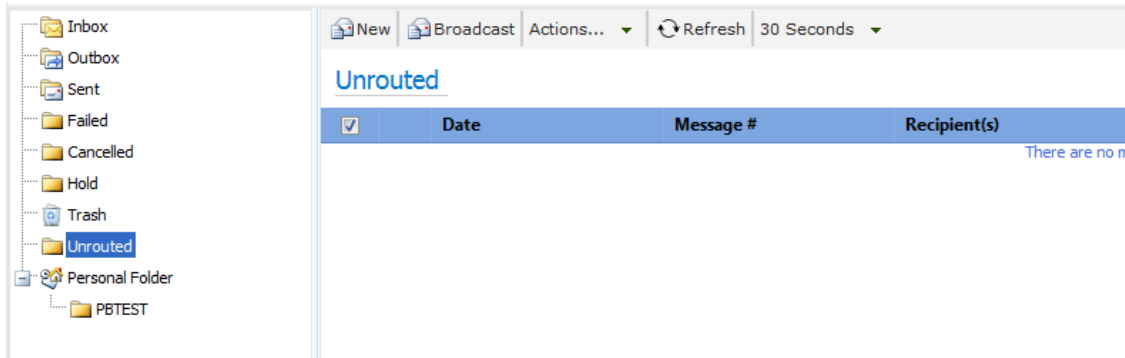 Inbox
Outbox
Sent
Failed
Cancelled
Hold
Trash
Unrouted
Personal Folder
PBTEST
New Broadcast Actions... Refresh 30 Seconds
Unrouted
Date Message # Recipient(s)
There are no